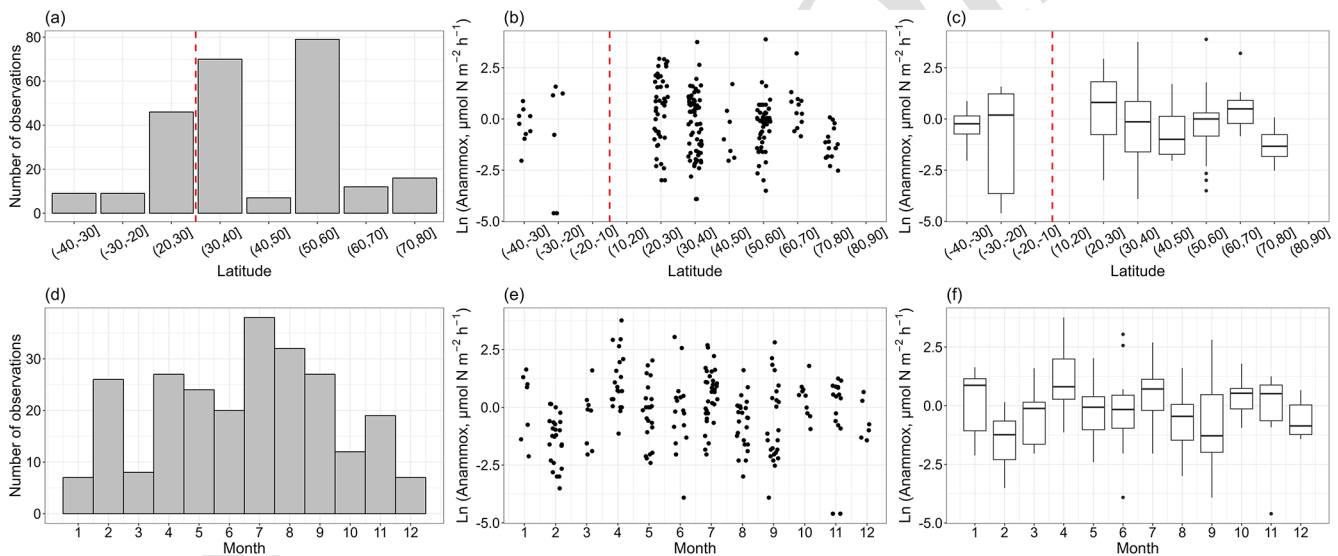 (a)
Number of observations
80
60
40
20
0
(-40,-30]
(-30,-20]
(20,30]
(30,40]
(40,50]
(50,60]
(60,70]
(70,80]
Latitude
(b)
Ln (Anammox, μmol N m⁻² h⁻¹)
2.5
0.0
-2.5
-5.0
(-40,-30]
(-30,-20]
(-20,-10]
(10,20]
(20,30]
(30,40]
(40,50]
(50,60]
(60,70]
(70,80]
(80,90]
Latitude
(c)
Ln (Anammox, μmol N m⁻² h⁻¹)
2.5
0.0
-2.5
-5.0
(-40,-30]
(-30,-20]
(-20,-10]
(10,20]
(20,30]
(30,40]
(40,50]
(50,60]
(60,70]
(70,80]
(80,90]
Latitude
(d)
Number of observations
30
20
10
0
1 2 3 4 5 6 7 8 9 10 11 12
Month
(e)
Ln (Anammox, μmol N m⁻² h⁻¹)
2.5
0.0
-2.5
-5.0
1 2 3 4 5 6 7 8 9 10 11 12
Month
(f)
Ln (Anammox, μmol N m⁻² h⁻¹)
2.5
0.0
-2.5
-5.0
1 2 3 4 5 6 7 8 9 10 11 12
Month